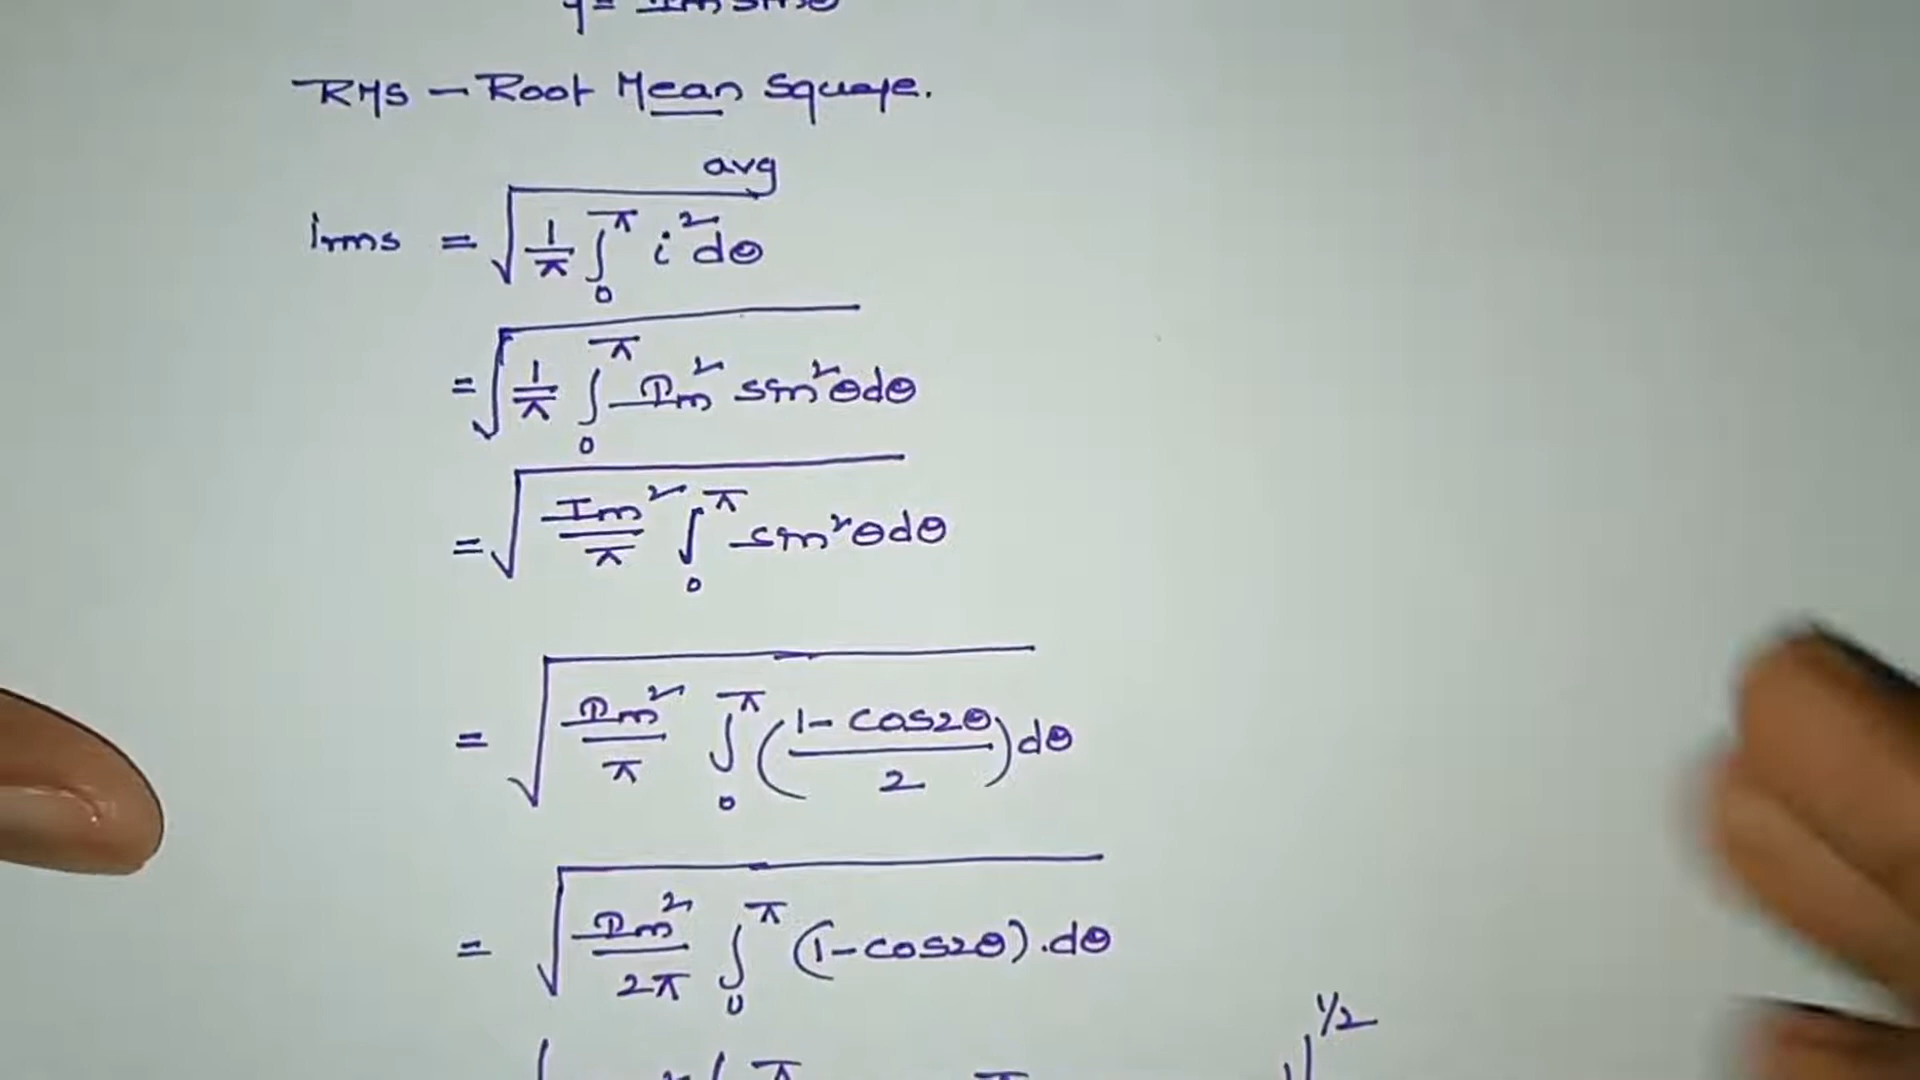 RMS – Root Mean Square.
avg
irms = √(1/π ∫₀^π i² dθ)
= √(1/π ∫₀^π Im² sin²θ dθ)
= √(Im²/π ∫₀^π sin²θ dθ)
= √(Im²/π ∫₀^π ((1 - cos2θ)/2) dθ)
= √(Im²/2π ∫₀^π (1 - cos2θ).dθ)
1/2